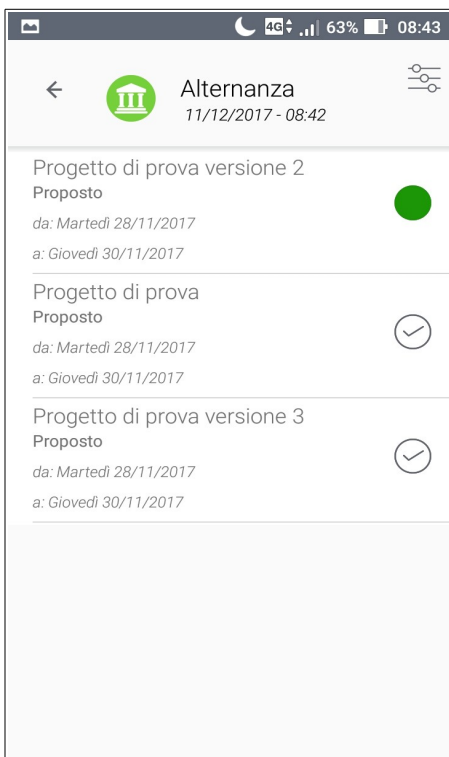 4G 63% 08:43
Alternanza
11/12/2017 - 08:42
Progetto di prova versione 2
Proposto
da: Martedì 28/11/2017
a: Giovedì 30/11/2017
Progetto di prova
Proposto
da: Martedì 28/11/2017
a: Giovedì 30/11/2017
Progetto di prova versione 3
Proposto
da: Martedì 28/11/2017
a: Giovedì 30/11/2017